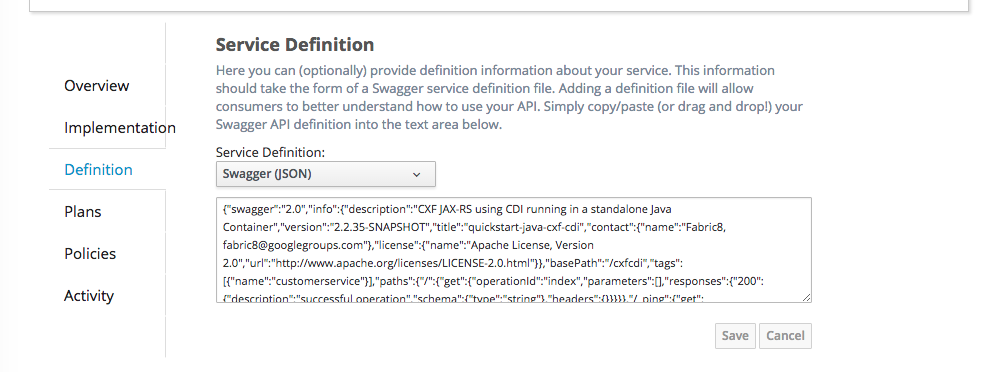 Service Definition
Here you can (optionally) provide definition information about your service. This information
should take the form of a Swagger service definition file. Adding a definition file will allow
consumers to better understand how to use your API. Simply copy/paste (or drag and drop!) your
Swagger API definition into the text area below.
Overview
Implementation
Definition
Plans
Policies
Activity
Service Definition:
Swagger (JSON)
{"swagger":"2.0","info":{"description":"CXF JAX-RS using CDI running in a standalone Java
Container","version":"2.2.35-SNAPSHOT","title":"quickstart-java-cxf-cdi","contact":{"name":"Fabric8,
fabric8@googlegroups.com"},"license":{"name":"Apache License, Version
2.0","url":"http://www.apache.org/licenses/LICENSE-2.0.html"}},"basePath":"/cxfcdi","tags":
[{"name":"customerservice"}],"paths":{"/":{"get":{"operationId":"index","parameters":[],"responses":{"200":
{"description":"successful operation","schema":{"type":"string"},"headers":{}}}}},"/_ping":{"get":
Save
Cancel